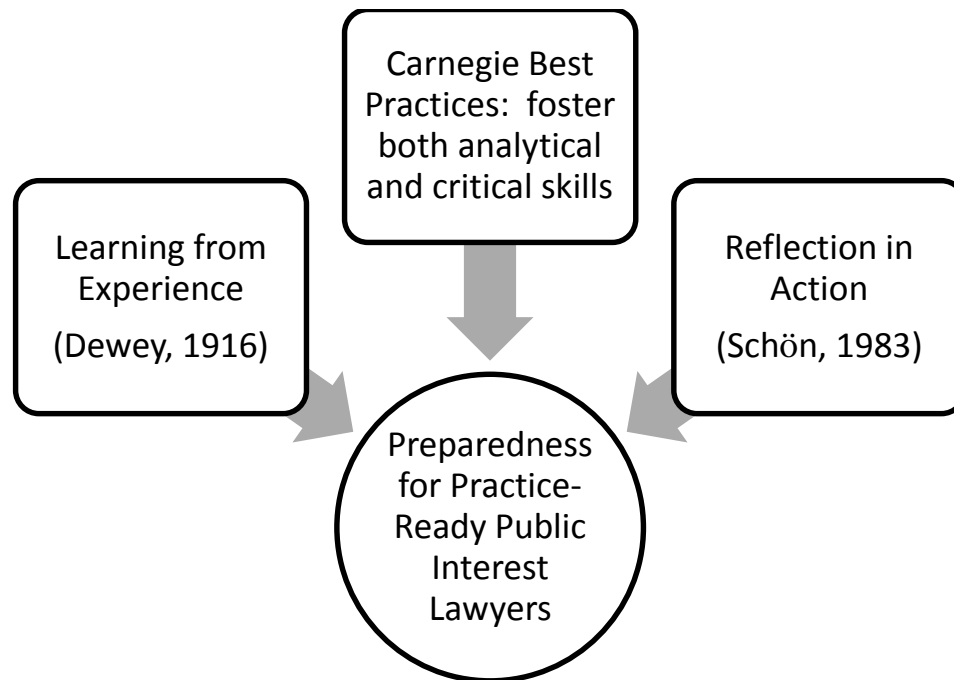 Carnegie Best
Practices:  foster
both analytical
and critical skills
Learning from
Experience
(Dewey, 1916)
Reflection in
Action
(Schön, 1983)
Preparedness
for Practice-
Ready Public
Interest
Lawyers